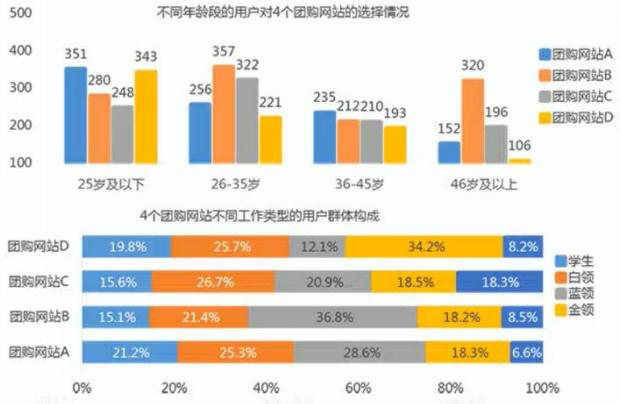 不同年龄段的用户对4个团购网站的选择情况
500
400
300
200
100
351 280 248 343
256 357 322 221
235 212 210 193
152 320 196 106
25岁及以下 26-35岁 36-45岁 46岁及以上
团购网站A
团购网站B
团购网站C
团购网站D
4个团购网站不同工作类型的用户群体构成
团购网站D 19.8% 25.7% 12.1% 34.2% 8.2%
团购网站C 15.6% 26.7% 20.9% 18.5% 18.3%
团购网站B 15.1% 21.4% 36.8% 18.2% 8.5%
团购网站A 21.2% 25.3% 28.6% 18.3% 6.6%
0% 20% 40% 60% 80% 100%
学生
白领
蓝领
金领